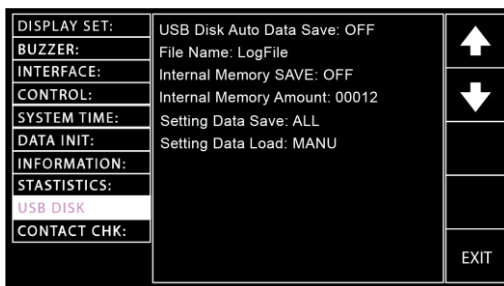 DISPLAY SET:
BUZZER:
INTERFACE:
CONTROL:
SYSTEM TIME:
DATA INIT:
INFORMATION:
STASTISTICS:
USB DISK
CONTACT CHK:
USB Disk Auto Data Save: OFF
File Name: LogFile
Internal Memory SAVE: OFF
Internal Memory Amount: 00012
Setting Data Save: ALL
Setting Data Load: MANU
EXIT